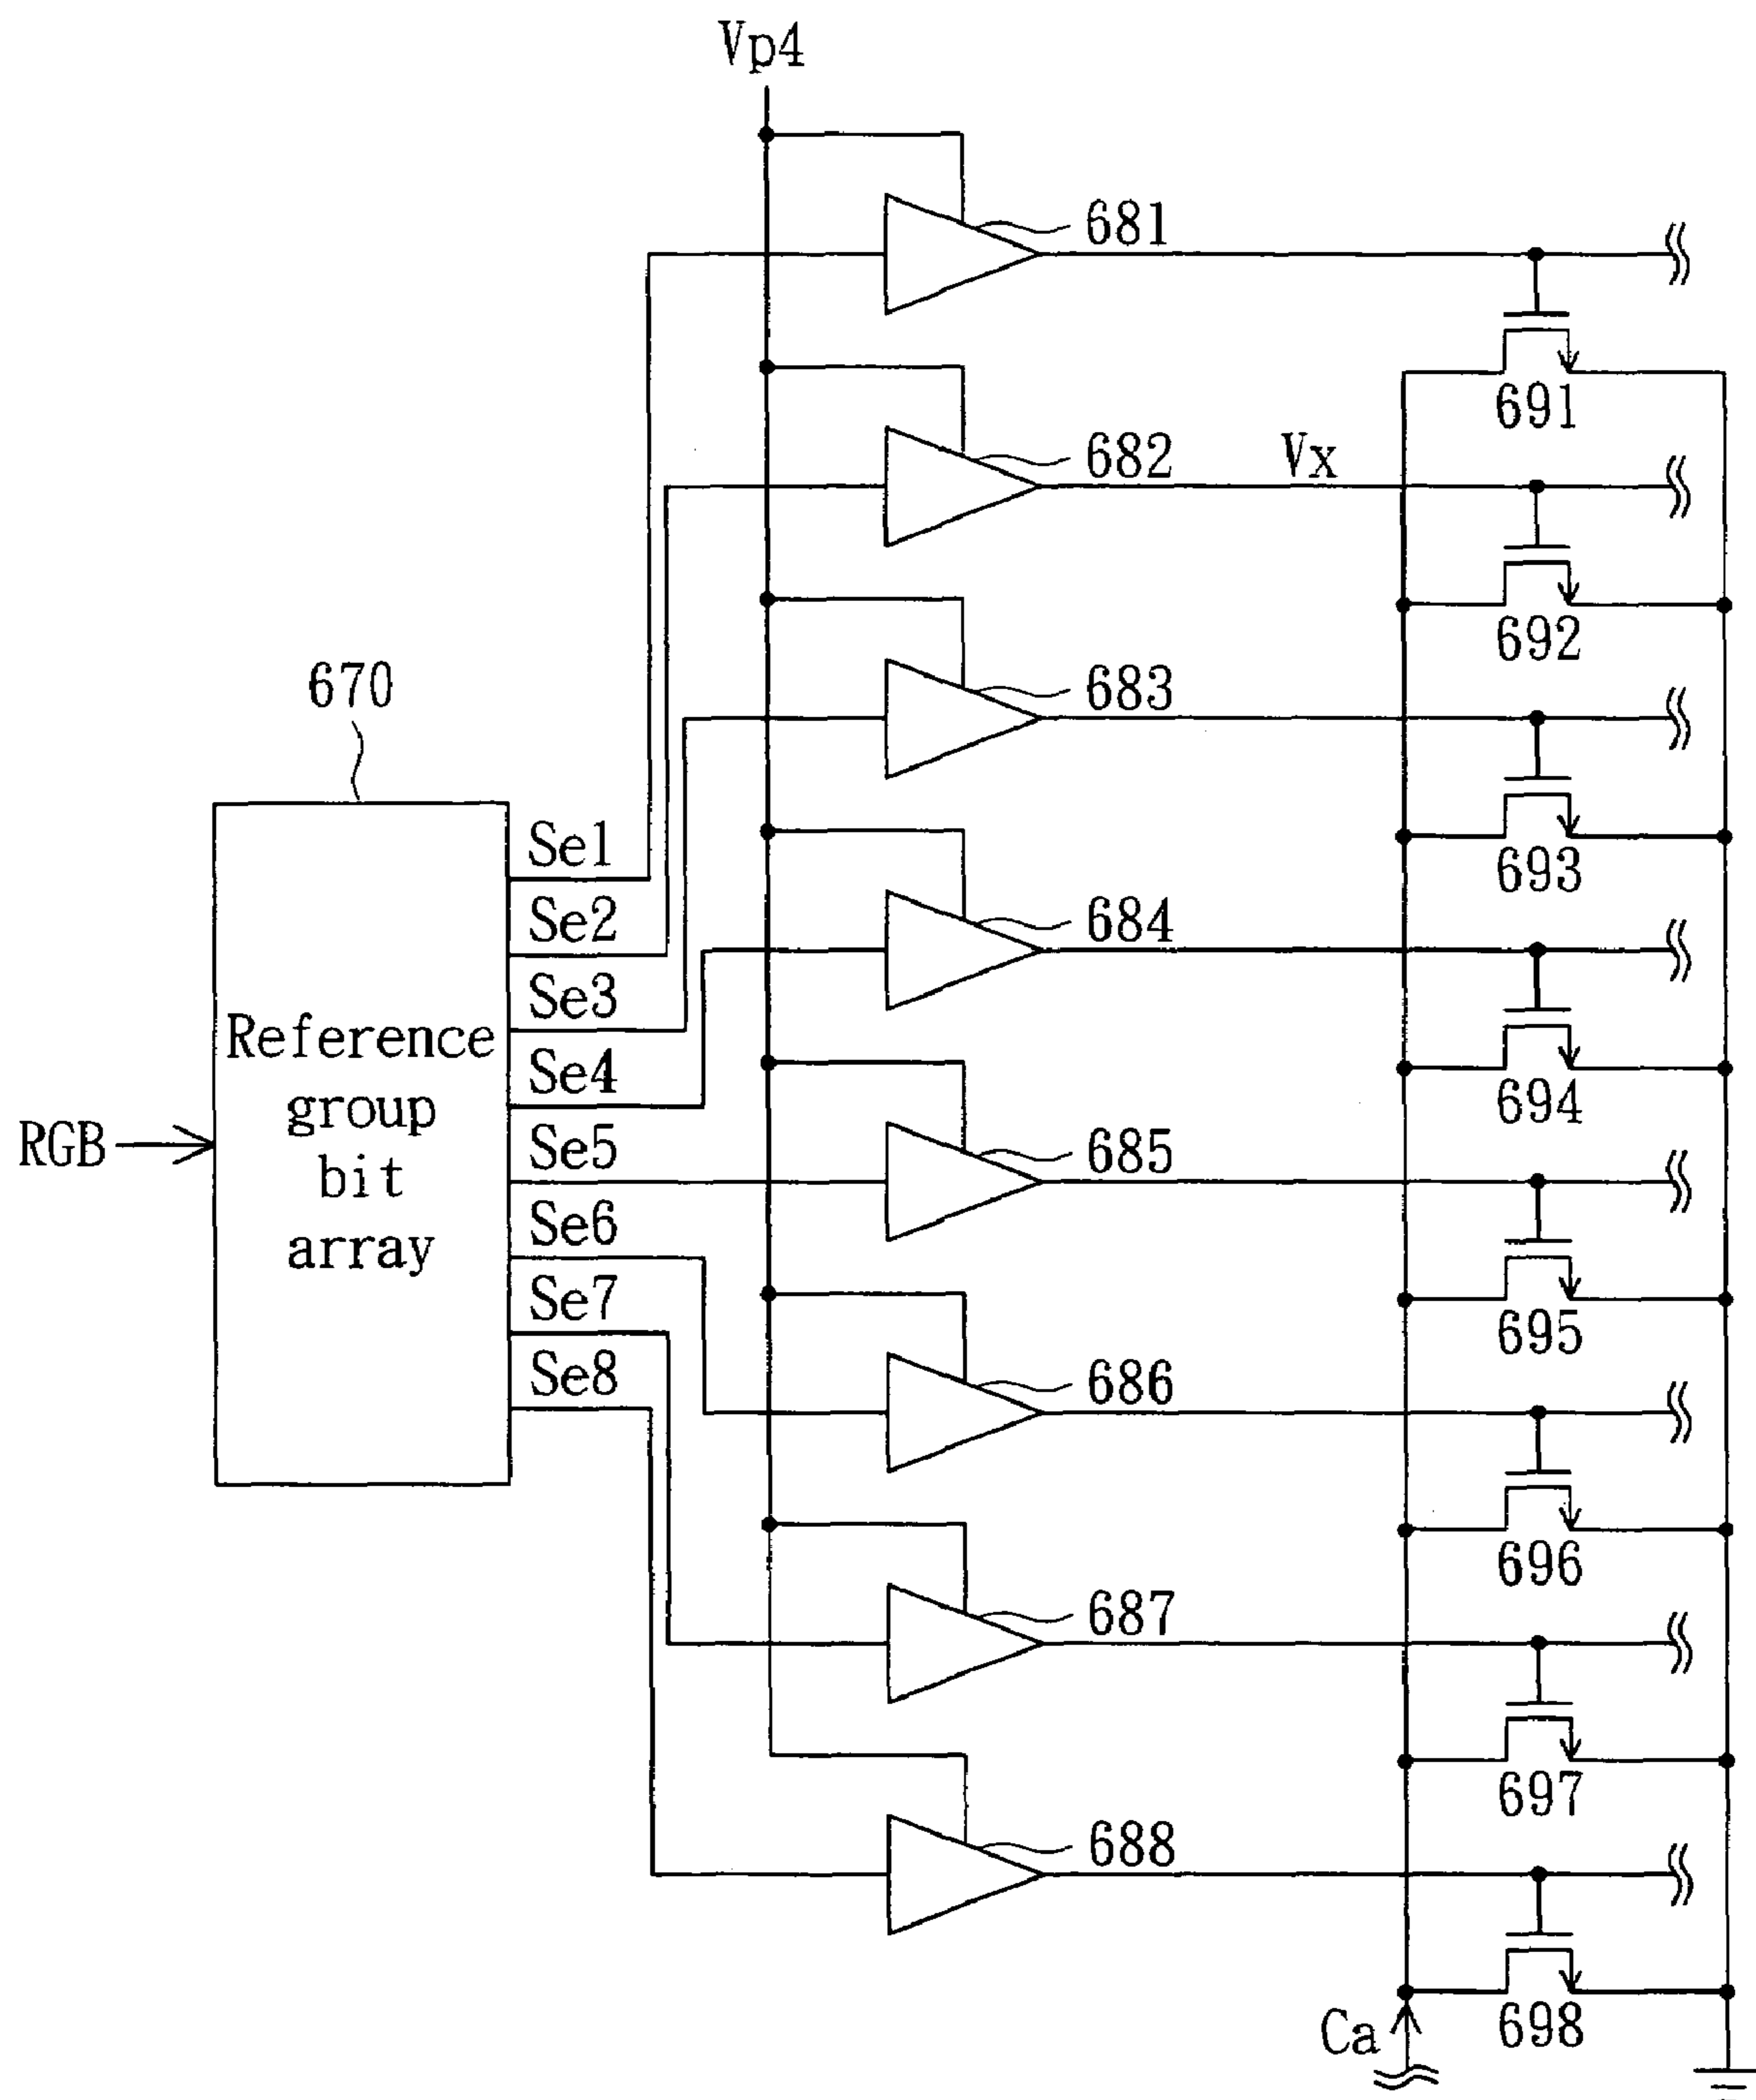 Vp4
681
691
682
Vx
692
683
693
670
684
694
Se1
Se2
Se3
Se4
Se5
Se6
Se7
Se8
Reference
group
bit
array
RGB
685
695
686
696
687
697
688
698
Ca